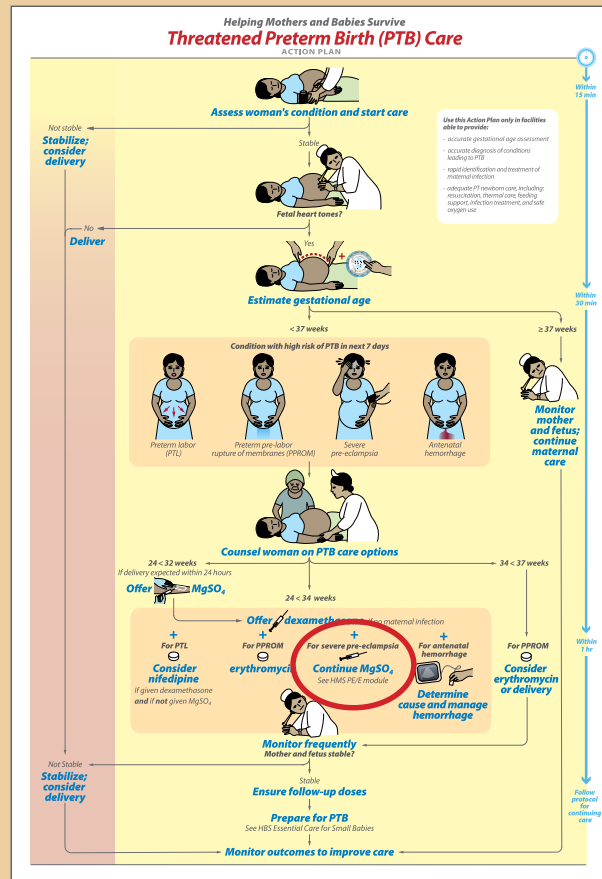 Helping Mothers and Babies Survive
Threatened Preterm Birth (PTB) Care
ACTION PLAN
Within
15 min
Assess woman's condition and start care
Use this Action Plan only in facilities
able to provide:
- accurate gestational age assessment
- accurate diagnosis of conditions
leading to PTB
- rapid identification and treatment of
maternal infection
- adequate PT newborn care, including:
resuscitation, thermal care, feeding
support, infection treatment, and safe
oxygen use
Not stable
Stabilize;
consider
delivery
Stable
Fetal heart tones?
No
Deliver
Yes
+
Estimate gestational age
Within
30 min
< 37 weeks
≥ 37 weeks
Condition with high risk of PTB in next 7 days
Preterm labor
(PTL)
Preterm pre-labor
rupture of membranes (PPROM)
Severe
pre-eclampsia
Antenatal
hemorrhage
Monitor
mother
and fetus;
continue
maternal
care
Counsel woman on PTB care options
24 < 32 weeks
If delivery expected within 24 hours
Offer MgSO₄
24 < 34 weeks
34 < 37 weeks
Offer dexamethasone if no maternal infection
+
For PTL
Consider
nifedipine
If given dexamethasone
and if not given MgSO₄
+
For PPROM
erythromycin
+
For severe pre-eclampsia
Continue MgSO₄
See HMS PE/E module
+
For antenatal
hemorrhage
Determine
cause and manage
hemorrhage
For PPROM
Consider
erythromycin
or delivery
Within
1 hr
Monitor frequently
Mother and fetus stable?
Not Stable
Stabilize;
consider
delivery
Stable
Ensure follow-up doses
Prepare for PTB
See HBS Essential Care for Small Babies
Monitor outcomes to improve care
Follow
protocol
for
continuing
care